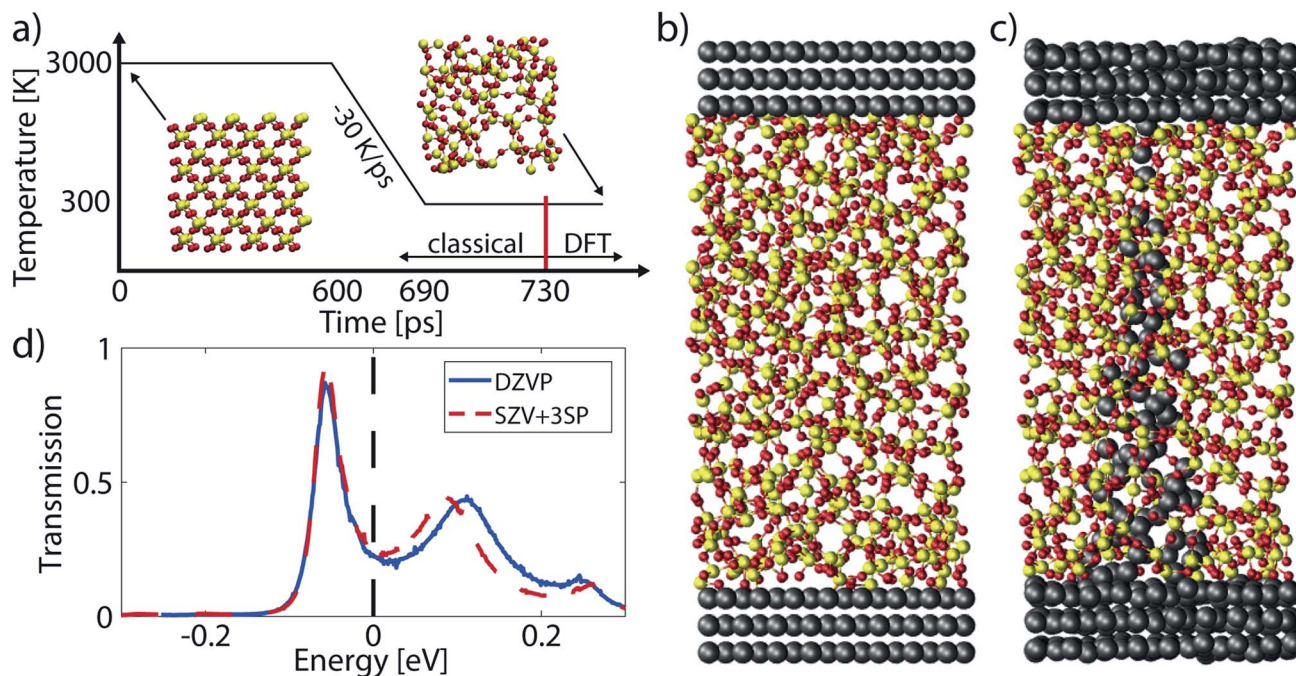 a)
Temperature [K]
3000
300
-30 K/ps
classical
DFT
0
600
690
730
Time [ps]
b)
c)
d)
Transmission
1
0.5
0
DZVP
SZV+3SP
-0.2
0
0.2
Energy [eV]